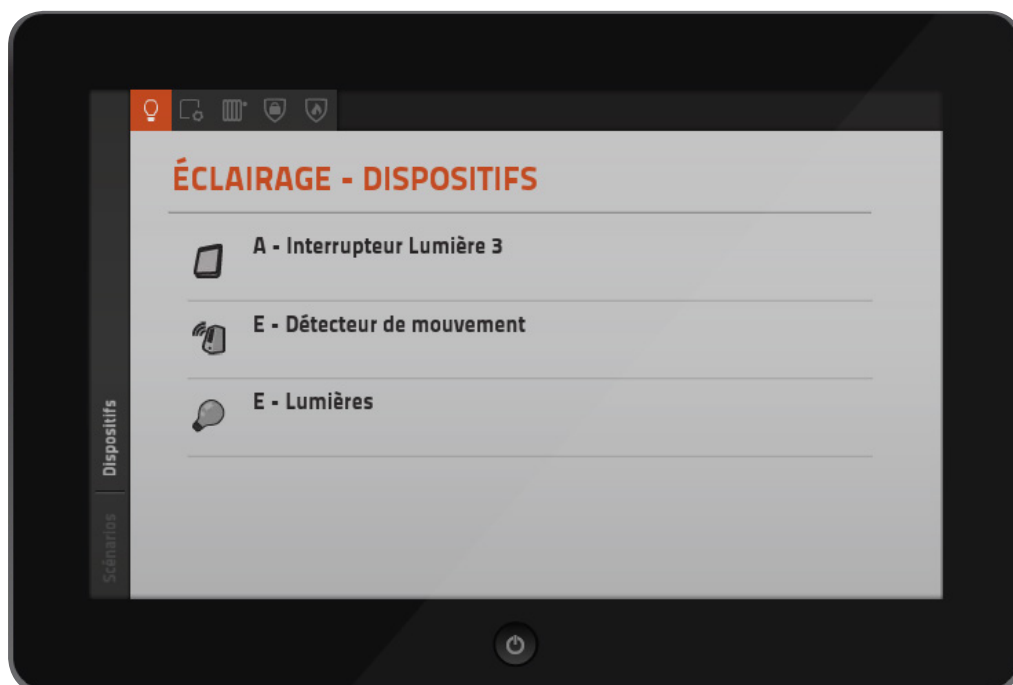 ÉCLAIRAGE - DISPOSITIFS
A - Interrupteur Lumière 3
E - Détecteur de mouvement
E - Lumières
Dispositifs
Scénarios